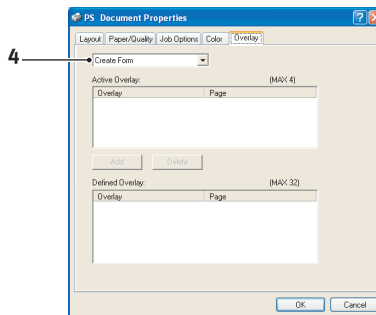 PS Document Properties
Layout Paper/Quality Job Options Color Overlay
4
Create Form
Active Overlay: (MAX 4)
Overlay Page
Add Delete
Defined Overlay: (MAX 32)
Overlay Page
OK Cancel